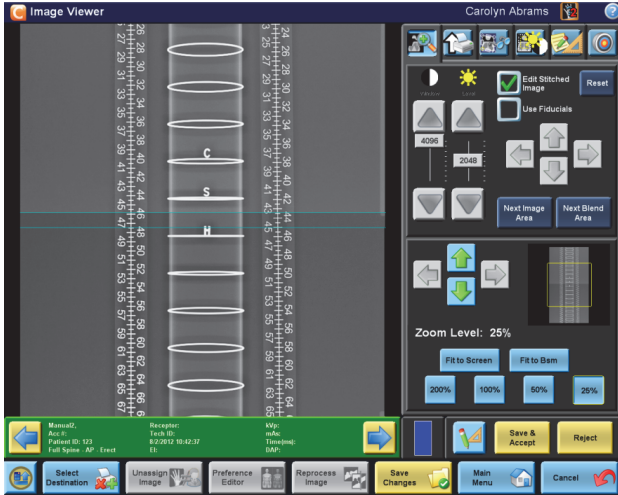 Image Viewer
Carolyn Abrams
Window
Level
Edit Stitched Image
Reset
Use Fiducials
4096
2048
Next Image Area
Next Blend Area
C
S
H
Zoom Level: 25%
Fit to Screen
Fit to Bsm
200%
100%
50%
25%
Manual2,
Acc #:
Patient ID: 123
Full Spine - AP - Erect
Receptor:
Tech ID:
8/2/2012 10:42:37
EI:
kVp:
mAs:
Time(ms):
DAP:
Save & Accept
Reject
Select Destination
Unassign Image
Preference Editor
Reprocess Image
Save Changes
Main Menu
Cancel